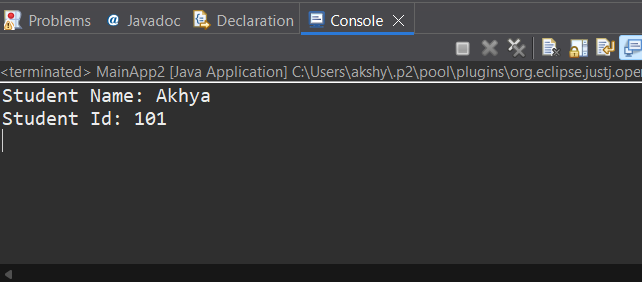 Problems @ Javadoc Declaration Console
<terminated> MainApp2 [Java Application] C:\Users\akshy\.p2\pool\plugins\org.eclipse.justj.open
Student Name: Akhya
Student Id: 101